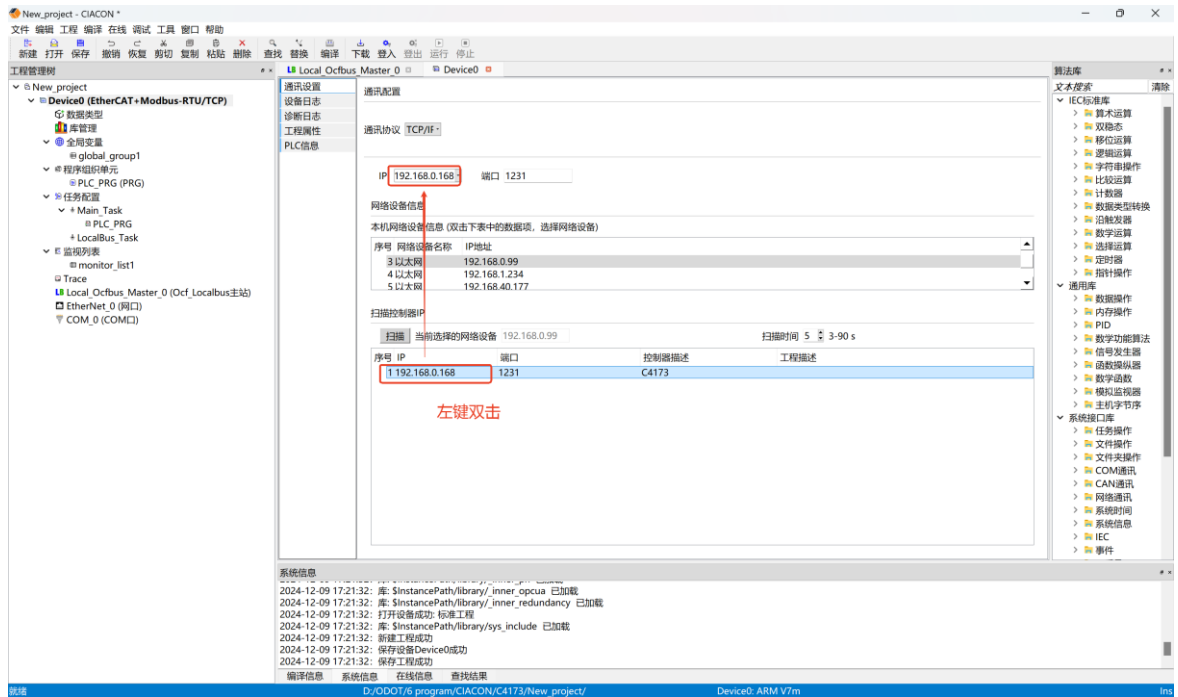 New_project - CIACON *
文件 编辑 工程 编译 在线 调试 工具 窗口 帮助
新建 打开 保存 撤销 恢复 剪切 复制 粘贴 删除 查找 替换 编译 下载 登入 登出 运行 停止
工程管理树
New_project
Device0 (EtherCAT+Modbus-RTU/TCP)
数据类型
库管理
全局变量
global_group1
程序组织单元
PLC_PRG (PRG)
任务配置
Main_Task
PLC_PRG
LocalBus_Task
监视列表
monitor_list1
Trace
Local_Ocfbus_Master_0 (Ocf_Localbus主站)
EtherNet_0 (网口)
COM_0 (COM口)
Local_Ocfbus_Master_0 Device0
通讯设置
设备日志
诊断日志
工程属性
PLC信息
通讯配置
通讯协议 TCP/IF
IP 192.168.0.168 端口 1231
网络设备信息
本机网络设备信息 (双击下表中的数据项，选择网络设备)
序号 网络设备名称 IP地址
3 以太网 192.168.0.99
4 以太网 192.168.1.234
5 以太网 192.168.40.177
扫描控制器IP
扫描 当前选择的网络设备 192.168.0.99 扫描时间 5 3-90 s
序号 IP 端口 控制器描述 工程描述
1 192.168.0.168 1231 C4173
左键双击
算法库
文本搜索 清除
IEC标准库
算术运算
双稳态
移位运算
逻辑运算
字符串操作
比较运算
计数器
数据类型转换
沿触发器
数学运算
选择运算
定时器
指针操作
通用库
数据操作
内存操作
PID
数学功能算法
信号发生器
函数操纵器
数学函数
模拟监视器
主机字节序
系统接口库
任务操作
文件操作
文件夹操作
COM通讯
CAN通讯
网络通讯
系统时间
系统信息
IEC
事件
系统信息
2024-12-09 17:21:32: 库: $InstancePath/library/_inner_opcua 已加载
2024-12-09 17:21:32: 库: $InstancePath/library/_inner_redundancy 已加载
2024-12-09 17:21:32: 打开设备成功: 标准工程
2024-12-09 17:21:32: 库: $InstancePath/library/sys_include 已加载
2024-12-09 17:21:32: 新建工程成功
2024-12-09 17:21:32: 保存设备Device0成功
2024-12-09 17:21:32: 保存工程成功
编译信息 系统信息 在线信息 查找结果
就绪 D:/ODOT/6 program/CIACON/C4173/New_project/ Device0: ARM V7m Ins